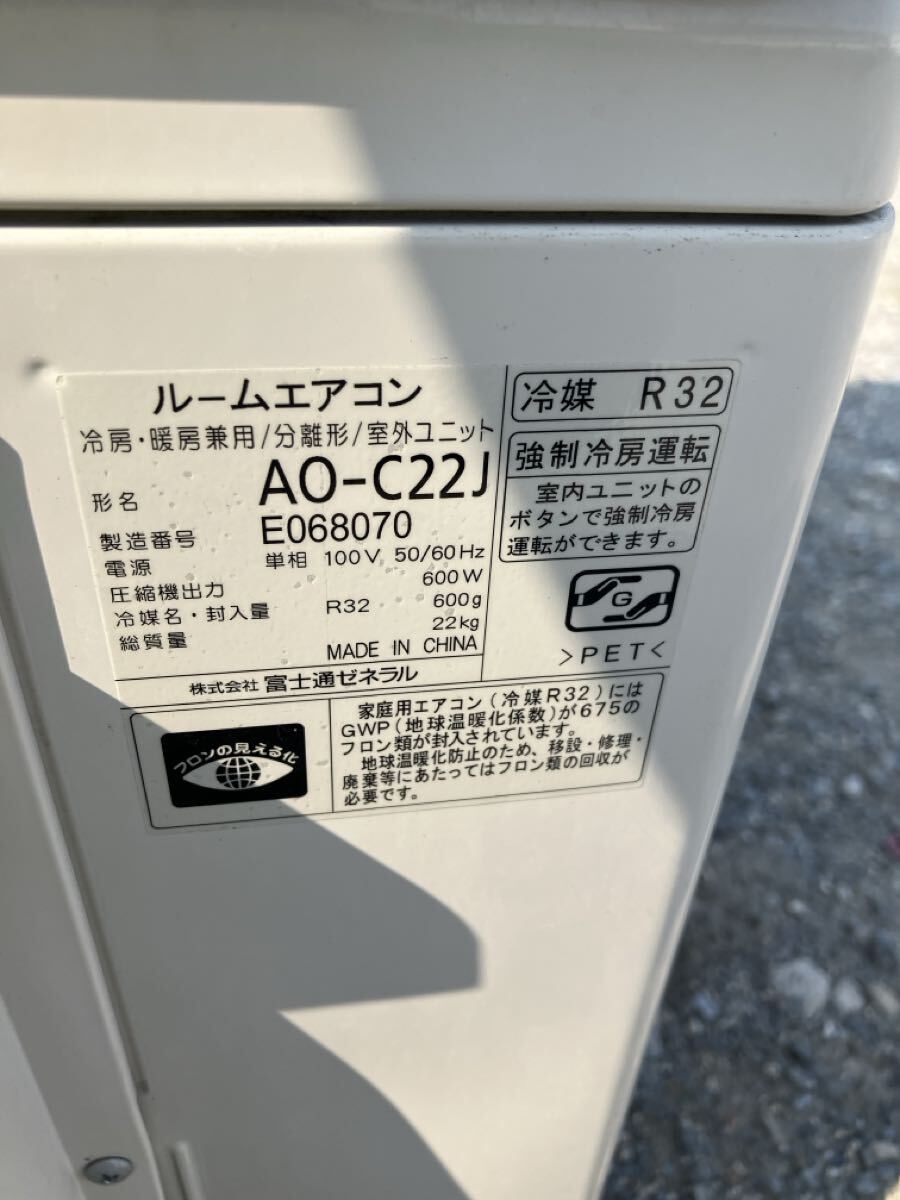 ルームエアコン
冷房・暖房兼用/分離形/室外ユニット
形名 AO-C22J
製造番号 E068070
電源 単相 100V 50/60Hz
圧縮機出力 600W
冷媒名・封入量 R32 600g
総質量 22kg
MADE IN CHINA
株式会社 富士通ゼネラル
冷媒 R32
強制冷房運転
室内ユニットの
ボタンで強制冷房
運転ができます。
G
>PET<
フロンの見える化
家庭用エアコン(冷媒R32)には
GWP(地球温暖化係数)が675の
フロン類が封入されています。
地球温暖化防止のため、移設・修理・
廃棄等にあたってはフロン類の回収が
必要です。